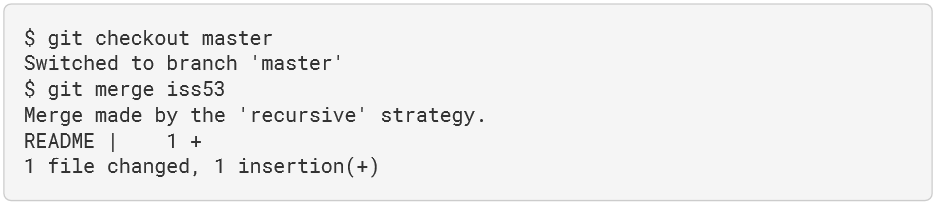 $ git checkout master
Switched to branch 'master'
$ git merge iss53
Merge made by the 'recursive' strategy.
README |    1 +
1 file changed, 1 insertion(+)